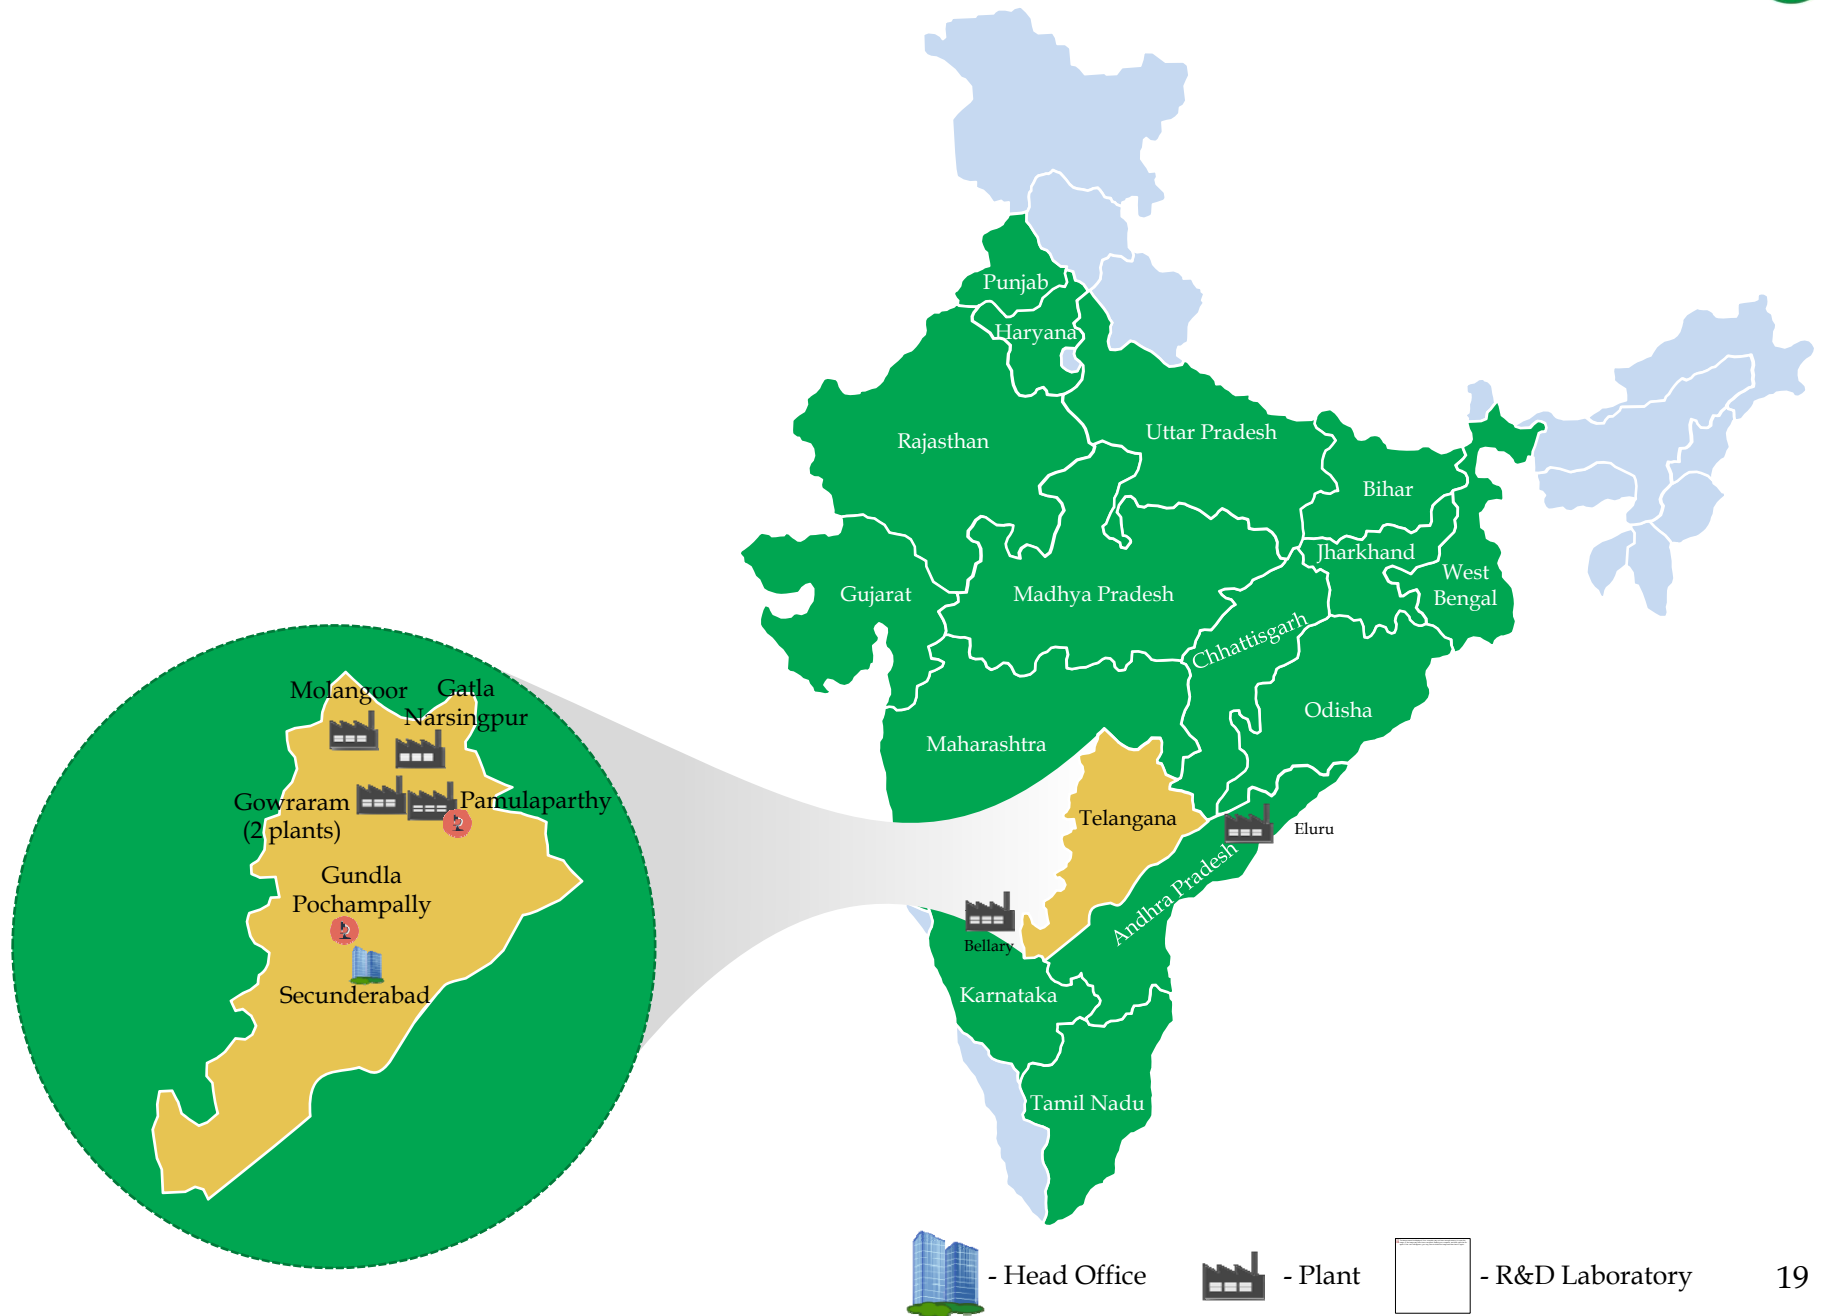 Punjab
Haryana
Rajasthan
Uttar Pradesh
Bihar
Jharkhand
West
Bengal
Gujarat
Madhya Pradesh
Chhattisgarh
Odisha
Maharashtra
Telangana
Eluru
Andhra Pradesh
Bellary
Karnataka
Tamil Nadu
Molangoor
Gatla
Narsingpur
Gowraram
(2 plants)
Pamulaparthy
Gundla
Pochampally
Secunderabad
- Head Office
- Plant
- R&D Laboratory
19